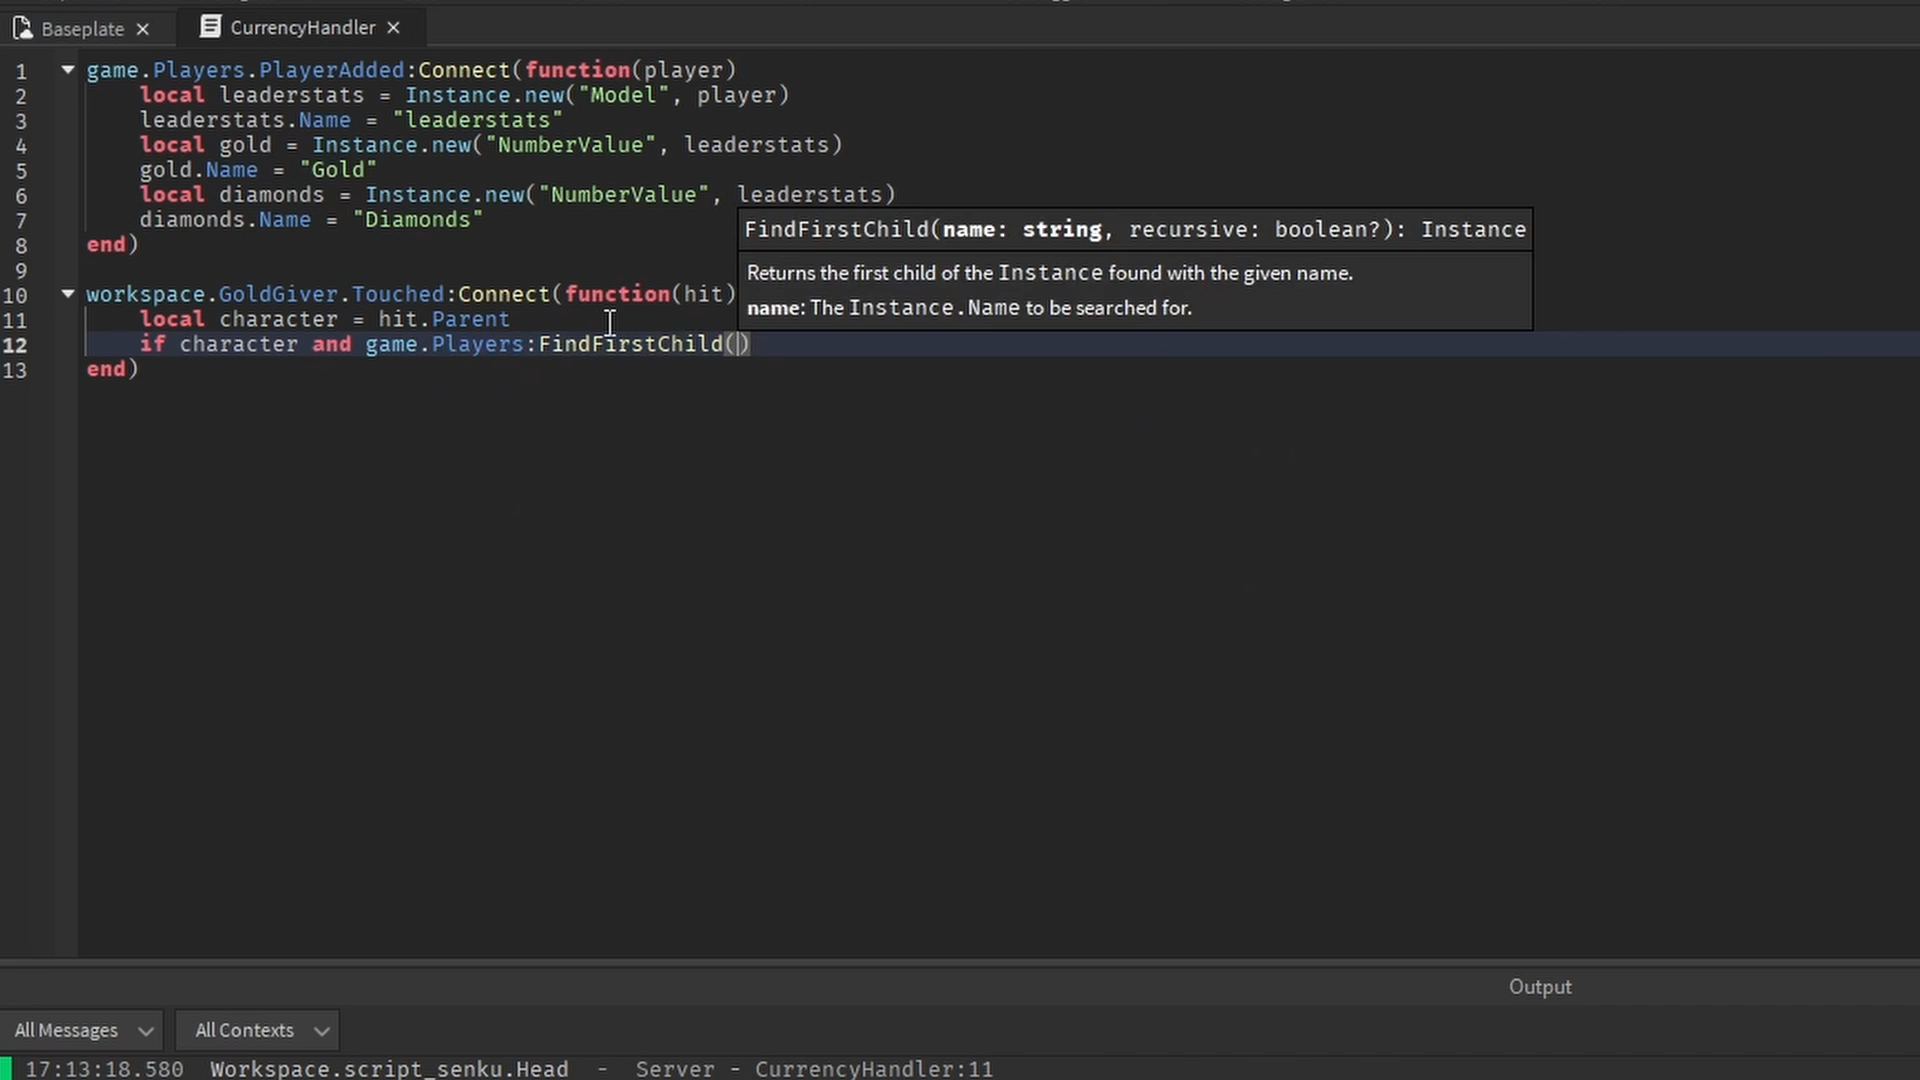 Baseplate
CurrencyHandler
1 game.Players.PlayerAdded:Connect(function(player)
2 local leaderstats = Instance.new("Model", player)
3 leaderstats.Name = "leaderstats"
4 local gold = Instance.new("NumberValue", leaderstats)
5 gold.Name = "Gold"
6 local diamonds = Instance.new("NumberValue", leaderstats)
7 diamonds.Name = "Diamonds"
8 end)
9
FindFirstChild(name: string, recursive: boolean?): Instance
Returns the first child of the Instance found with the given name.
name: The Instance.Name to be searched for.
10 workspace.GoldGiver.Touched:Connect(function(hit)
11 local character = hit.Parent
12 if character and game.Players:FindFirstChild()
13 end)
Output
All Messages
All Contexts
17:13:18.580 Workspace.script_senku.Head - Server - CurrencyHandler:11